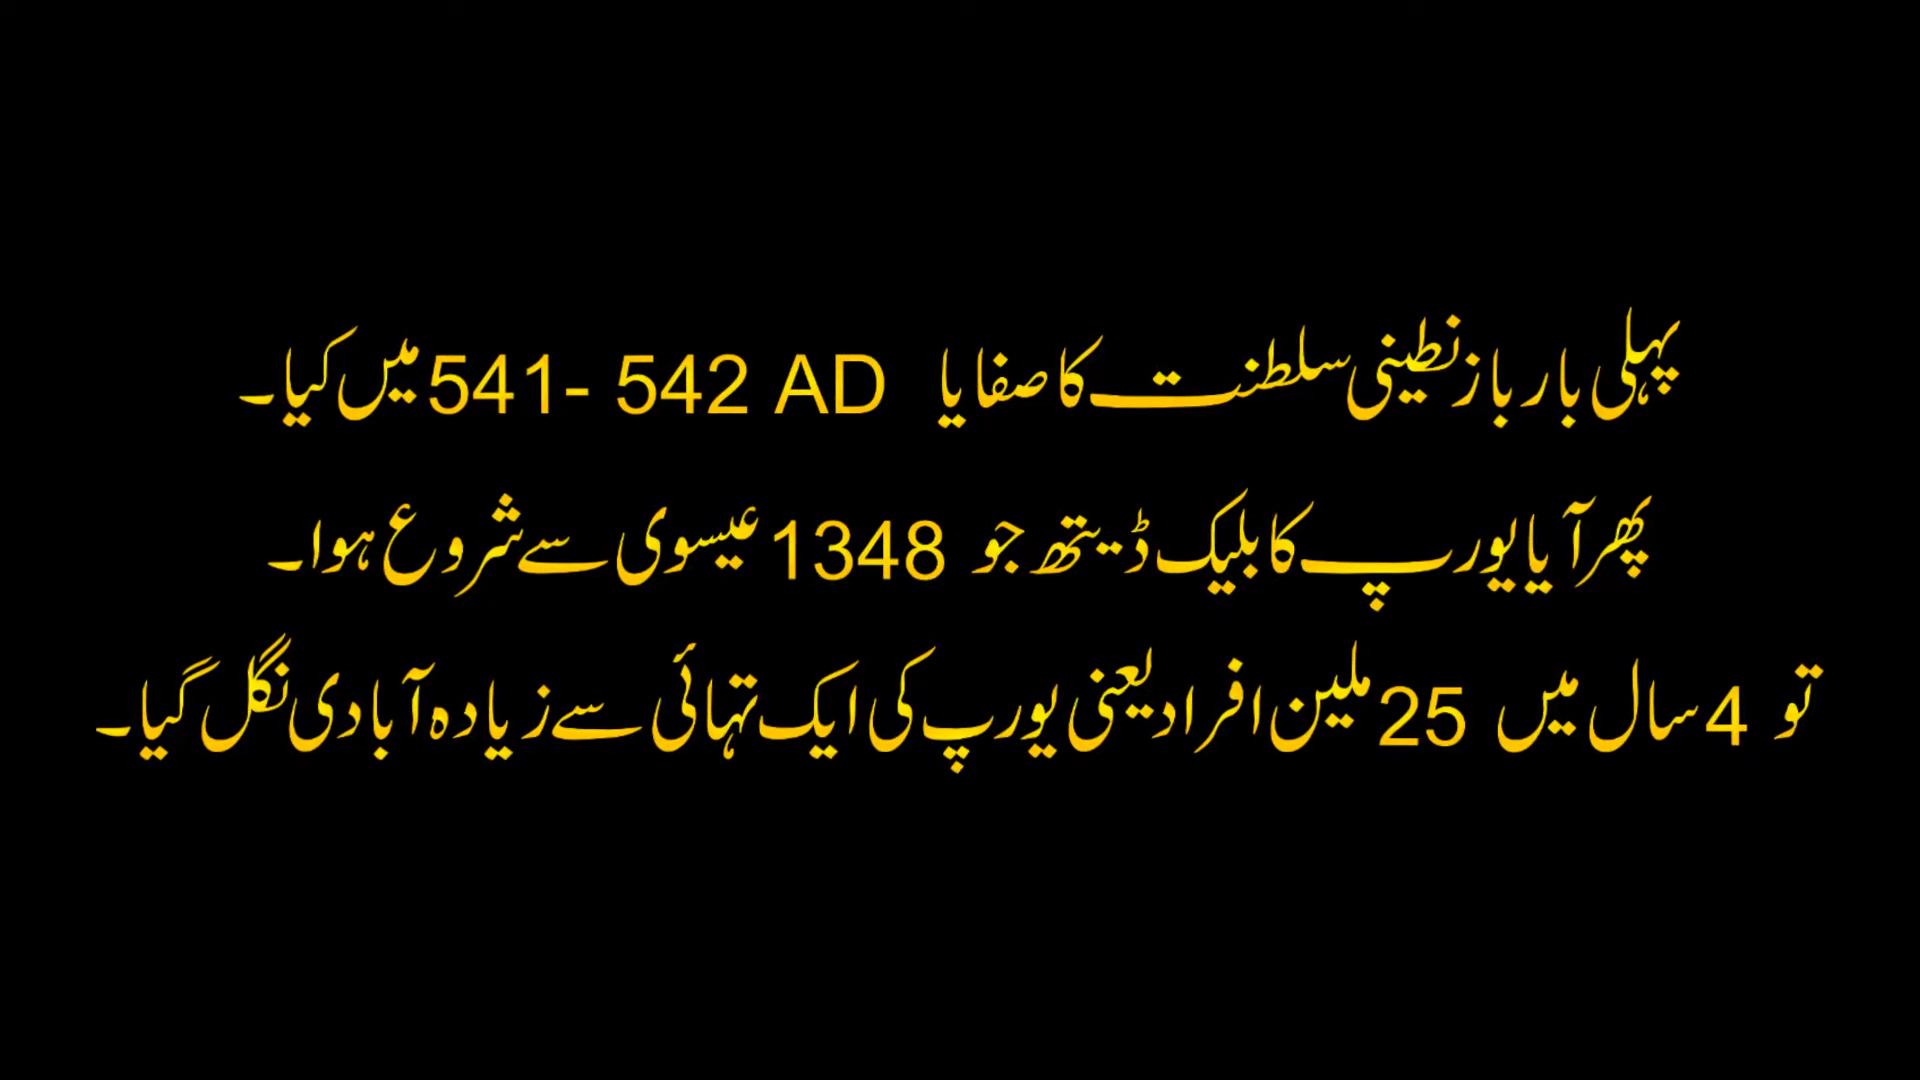 پہلی بار بازنطینی سلطنت کا صفایا 541- 542 AD میں کیا۔
پھر آیا یورپ کا بلیک ڈیتھ جو 1348 عیسوی سے شروع ہوا۔
تو 4 سال میں 25 ملین افراد یعنی یورپ کی ایک تہائی سے زیادہ آبادی نگل گیا۔